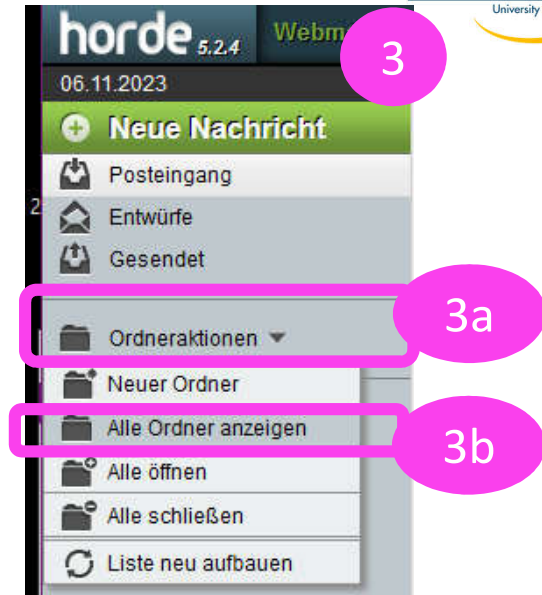 University
horde 5.2.4 Webm
3
06.11.2023
Neue Nachricht
Posteingang
2
Entwürfe
Gesendet
3a
Ordneraktionen
Neuer Ordner
Alle Ordner anzeigen
3b
Alle öffnen
Alle schließen
Liste neu aufbauen